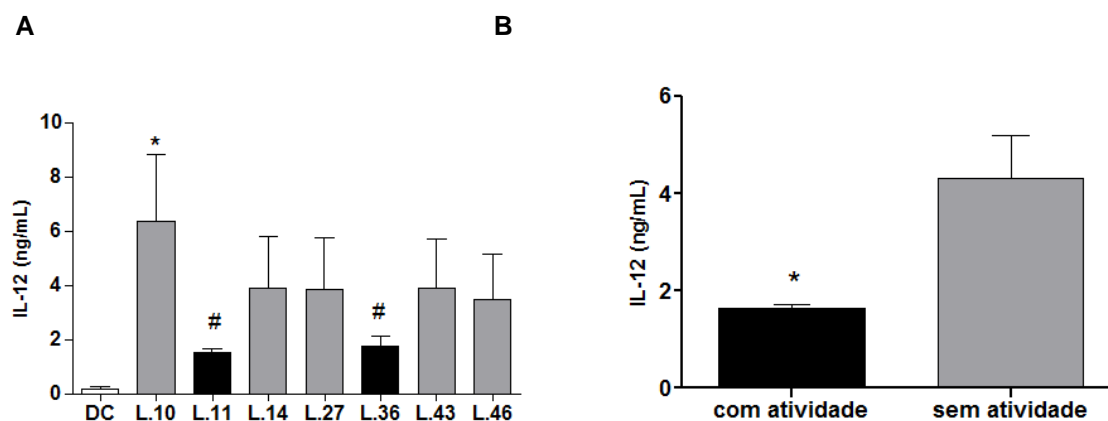 A
B
IL-12 (ng/mL)
10
8
6
4
2
0
*
#
#
DC L.10 L.11 L.14 L.27 L.36 L.43 L.46
IL-12 (ng/mL)
6
4
2
0
*
com atividade sem atividade